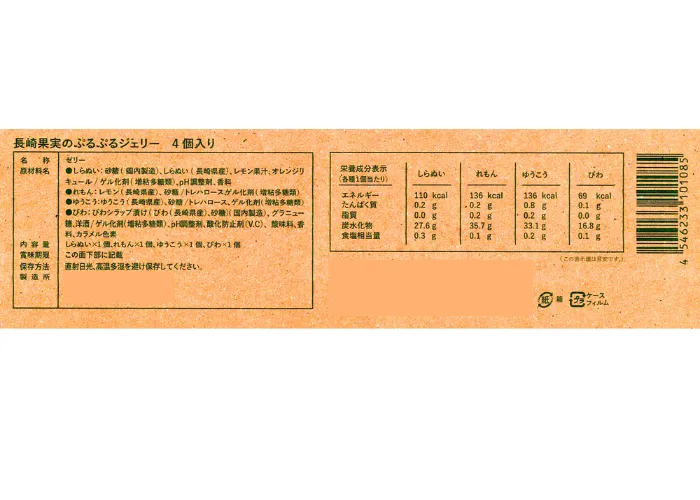 長崎果実のぷるぷるジェリー 4個入り
名 称 ゼリー
原材料名 ●しらぬい:砂糖(国内製造)、しらぬい(長崎県産)、レモン果汁、オレンジリ
キュール/ゲル化剤(増粘多糖類)、pH調整剤、香料
●れもん:レモン(長崎県産)、砂糖/トレハロース、ゲル化剤(増粘多糖類)
●ゆうこう:ゆうこう(長崎県産)、砂糖/トレハロース、ゲル化剤(増粘多糖類)
●びわ:びわシラップ漬け(びわ(長崎県産)、砂糖)(国内製造)、グラニュー
糖、洋酒/ゲル化剤(増粘多糖類)、pH調整剤、酸化防止剤(V.C)、酸味料、香
料、カラメル色素
内容量 しらぬい×1個、れもん×1個、ゆうこう×1個、びわ×1個
賞味期限 この面下部に記載
保存方法 直射日光、高温多湿を避け保存してください。
製造所
栄養成分表示
(各種1個当たり) しらぬい れもん ゆうこう びわ
エネルギー 110 kcal 136 kcal 136 kcal 69 kcal
たんぱく質 0.2 g 0.2 g 0.8 g 0.1 g
脂質 0.0 g 0.2 g 0.2 g 0.0 g
炭水化物 27.6 g 35.7 g 33.1 g 16.8 g
食塩相当量 0.3 g 0.1 g 0.2 g 0.1 g
(この表示値は目安です。)
紙 箱
プラ ケース
フィルム
4 546233 101085